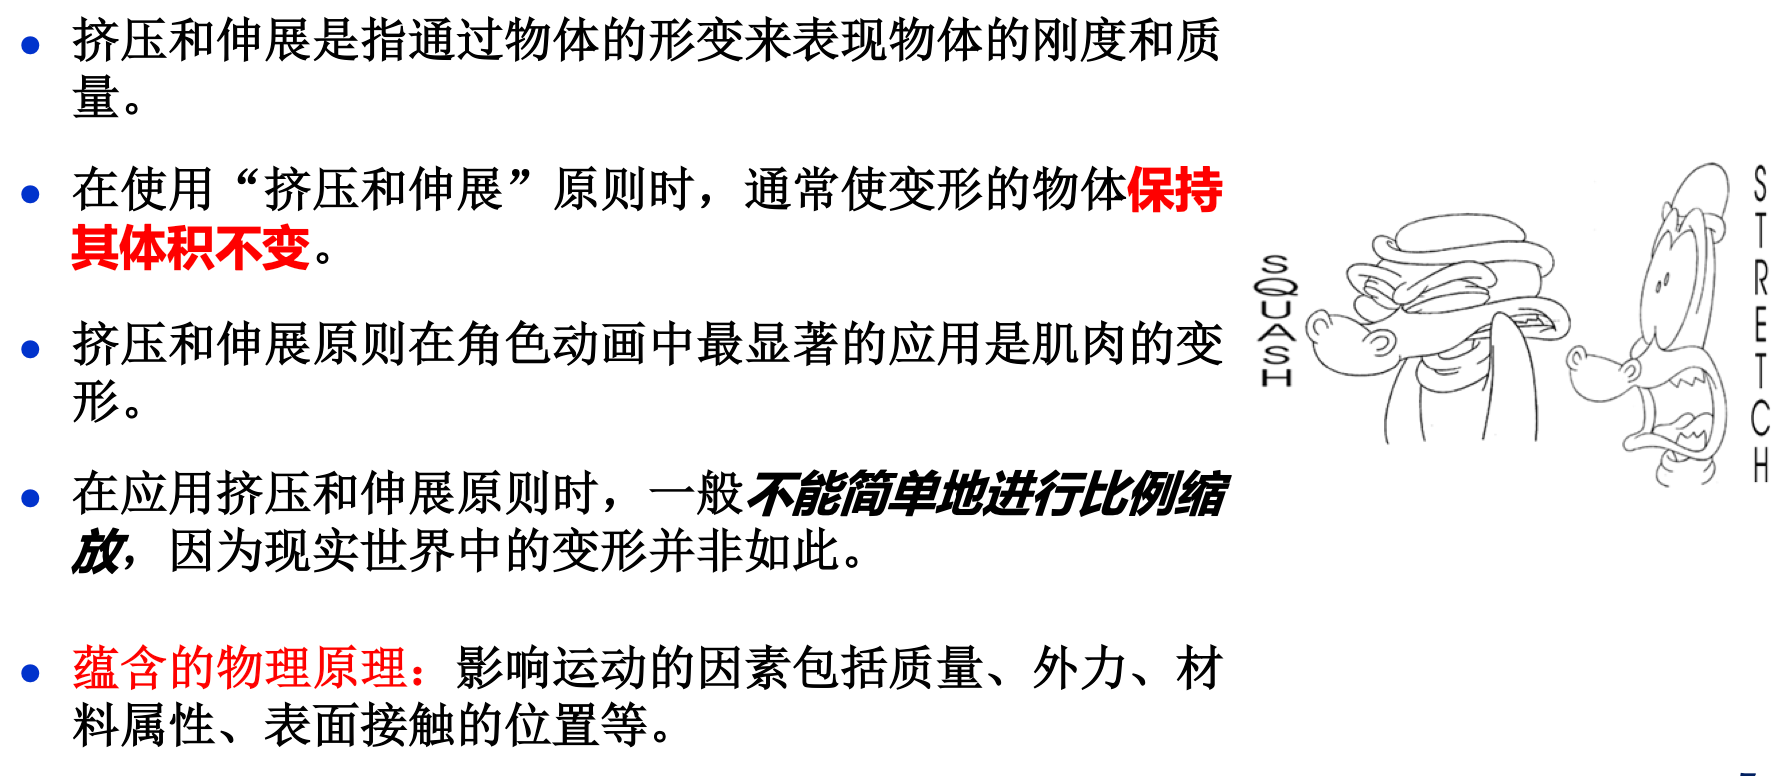 挤压和伸展是指通过物体的形变来表现物体的刚度和质
量。
在使用“挤压和伸展”原则时，通常使变形的物体保持
其体积不变。
挤压和伸展原则在角色动画中最显著的应用是肌肉的变
形。
在应用挤压和伸展原则时，一般不能简单地进行比例缩
放，因为现实世界中的变形并非如此。
蕴含的物理原理：影响运动的因素包括质量、外力、材
料属性、表面接触的位置等。
SQUASH
STRETCH